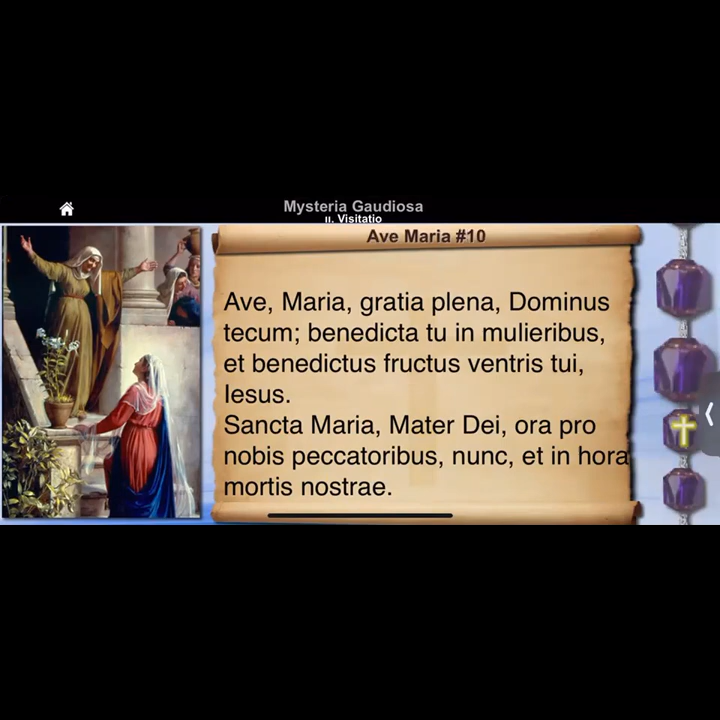 Mysteria Gaudiosa
II. Visitatio
Ave Maria #10
Ave, Maria, gratia plena, Dominus
tecum; benedicta tu in mulieribus,
et benedictus fructus ventris tui,
Iesus.
Sancta Maria, Mater Dei, ora pro
nobis peccatoribus, nunc, et in hora
mortis nostrae.